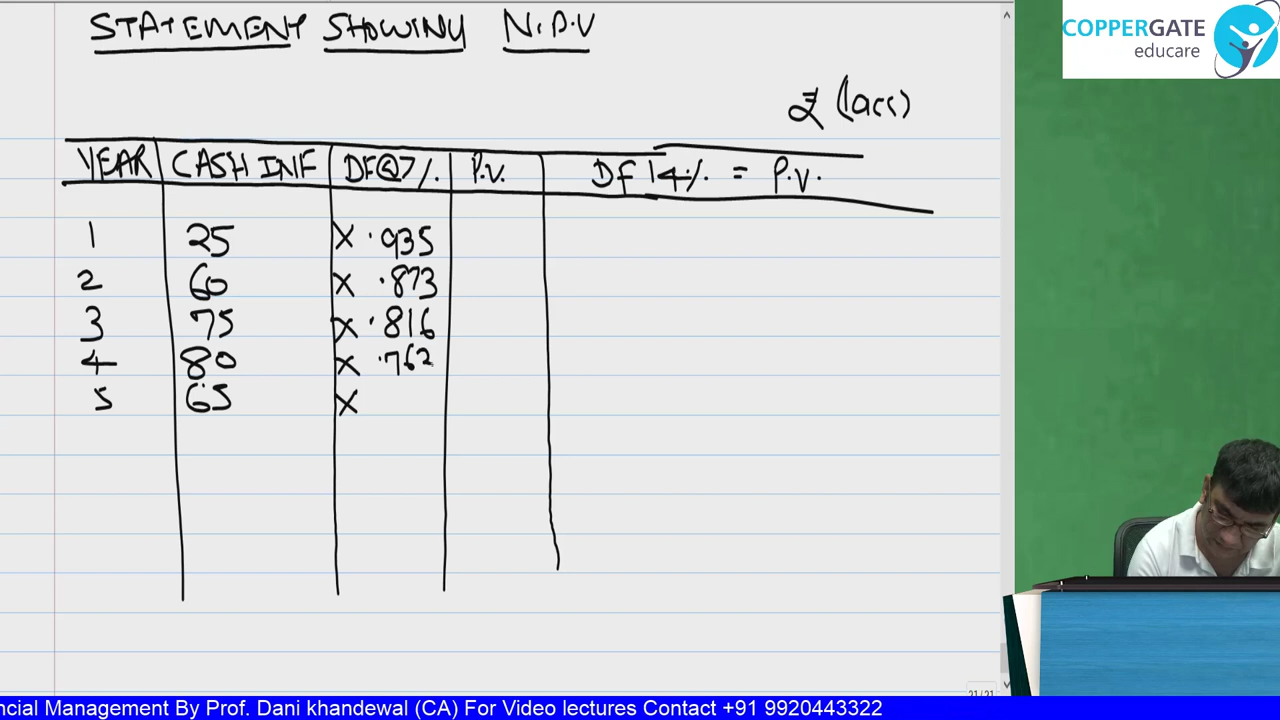 STATEMENT SHOWING N.P.V
COPPERGATE
educare
₹ (lacs)
YEAR CASH INF DF@7%. P.V. DF 14%. = P.V.
1 25 X .935
2 60 X .873
3 75 X .816
4 80 X .762
5 65 X
21/21
ncial Management By Prof. Dani khandewal (CA) For Video lectures Contact +91 9920443322